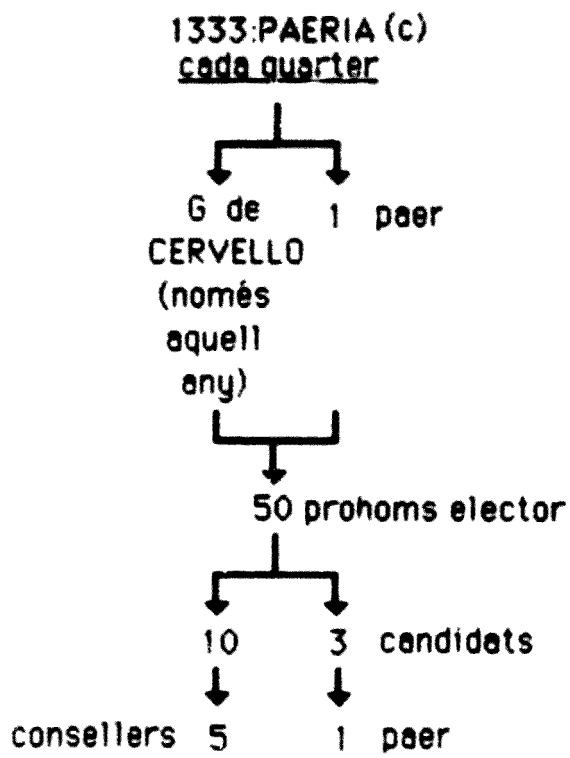 1333:PAERIA (c)
cada quarter
G de
CERVELLO
(només
aquell
any)
1 paer
50 prohoms elector
10 3 candidats
consellers 5 1 paer